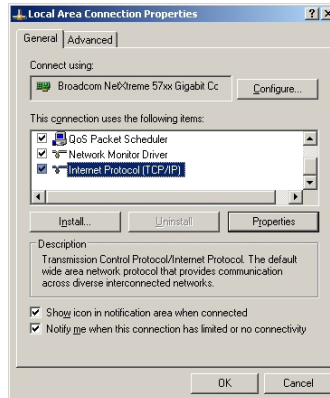 Local Area Connection Properties
General Advanced
Connect using:
Broadcom NetXtreme 57xx Gigabit Cc Configure...
This connection uses the following items:
QoS Packet Scheduler
Network Monitor Driver
Internet Protocol (TCP/IP)
Install... Uninstall Properties
Description
Transmission Control Protocol/Internet Protocol. The default
wide area network protocol that provides communication
across diverse interconnected networks.
Show icon in notification area when connected
Notify me when this connection has limited or no connectivity
OK Cancel